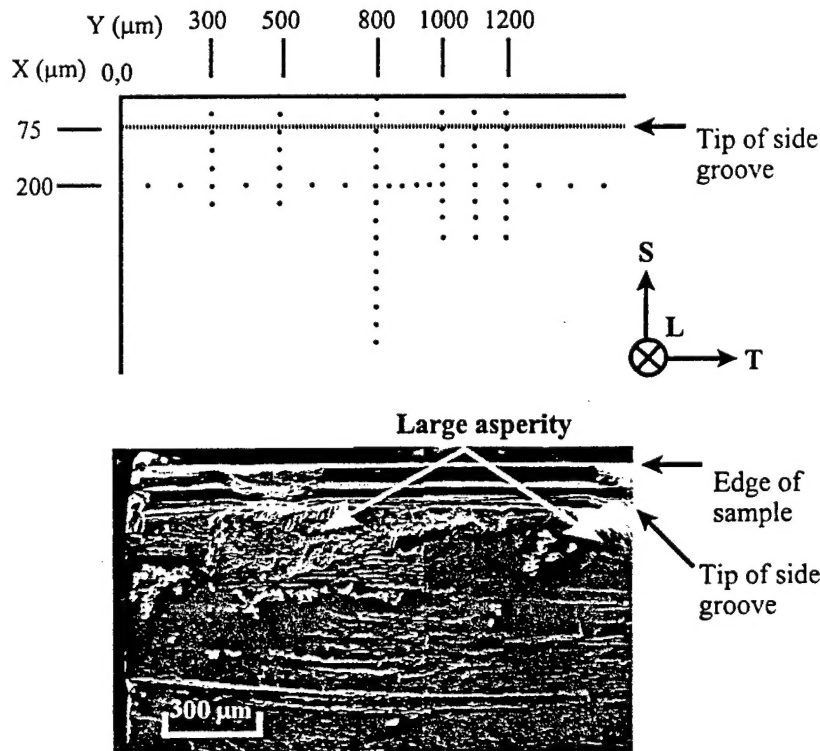 Y (µm) 300 500 800 1000 1200
X (µm) 0,0
75
Tip of side
groove
200
S
L
T
Large asperity
Edge of
sample
Tip of side
groove
300 µm